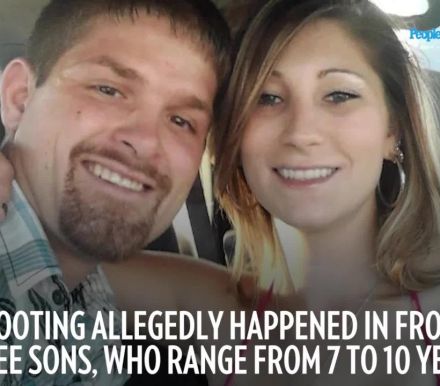 People
OOTING ALLEGEDLY HAPPENED IN FRO
EE SONS, WHO RANGE FROM 7 TO 10 YE